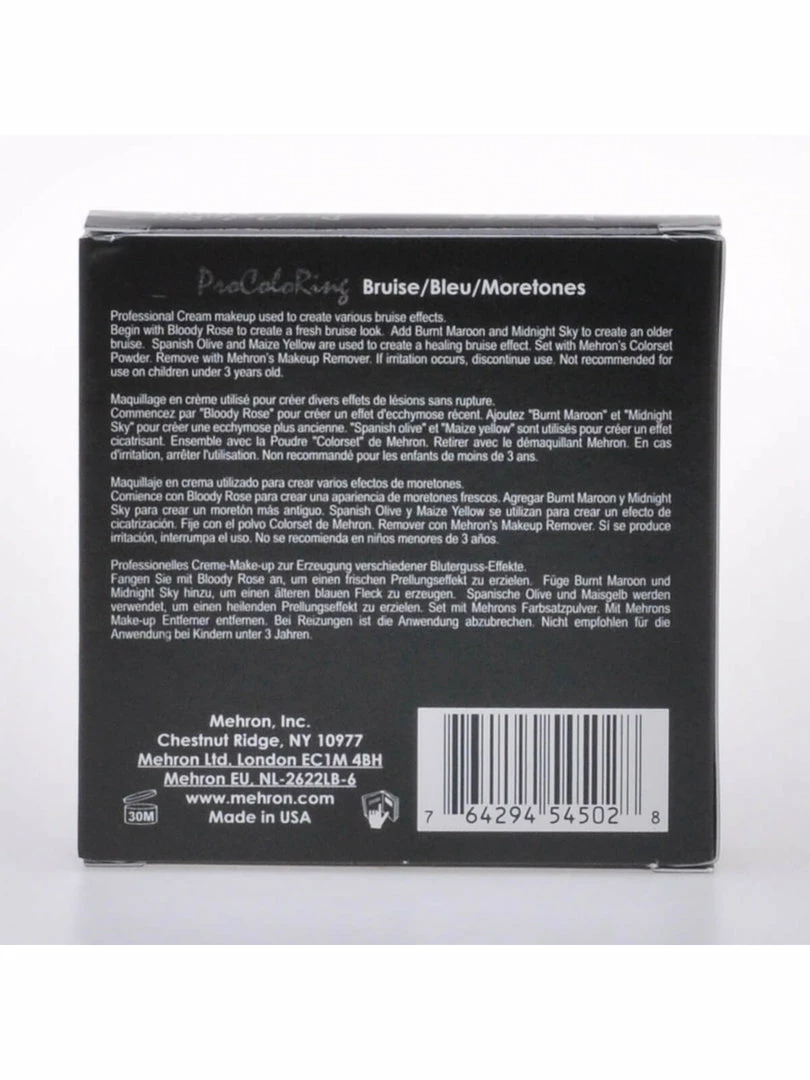 ProColoRing Bruise/Bleu/Moretones
Professional Cream makeup used to create various bruise effects.
Begin with Bloody Rose to create a fresh bruise look. Add Burnt Maroon and Midnight Sky to create an older
bruise. Spanish Olive and Maize Yellow are used to create a healing bruise effect. Set with Mehron's Colorset
Powder. Remove with Mehron's Makeup Remover. If irritation occurs, discontinue use. Not recommended for
use on children under 3 years old.
Maquillage en crème utilisé pour créer divers effets de lésions sans rupture.
Commencez par "Bloody Rose" pour créer un effet d'ecchymose récent. Ajoutez "Burnt Maroon" et "Midnight
Sky" pour créer une ecchymose plus ancienne. "Spanish olive" et "Maize yellow" sont utilisés pour créer un effet
cicatrisant. Ensemble avec la Poudre "Colorset" de Mehron. Retirer avec le démaquillant Mehron. En cas
d'irritation, arrêter l'utilisation. Non recommandé pour les enfants de moins de 3 ans.
Maquillaje en crema utilizado para crear varios efectos de moretones.
Comience con Bloody Rose para crear una apariencia de moretones frescos. Agregar Burnt Maroon y Midnight
Sky para crear un moretón más antiguo. Spanish Olive y Maize Yellow se utilizan para crear un efecto de
cicatrización. Fije con el polvo Colorset de Mehron. Remover con Mehron's Makeup Remover. Sí se produce
irritación, interrumpa el uso. No se recomienda en niños menores de 3 años.
Professionelles Creme-Make-up zur Erzeugung verschiedener Bluterguss-Effekte.
Fangen Sie mit Bloody Rose an, um einen frischen Prellungseffekt zu erzielen. Füge Burnt Maroon und
Midnight Sky hinzu, um einen älteren blauen Fleck zu erzeugen. Spanische Olive und Maisgelb werden
verwendet, um einen heilenden Prellungseffekt zu erzielen. Set mit Mehrons Farbsatzpulver. Mit Mehrons
Make-up Entferner entfernen. Bei Reizungen ist die Anwendung abzubrechen. Nicht empfohlen für die
Anwendung bei Kindern unter 3 Jahren.
Mehron, Inc.
Chestnut Ridge, NY 10977
Mehron Ltd. London EC1M 4BH
Mehron EU, NL-2622LB-6
www.mehron.com
Made in USA
30M
7 64294 54502 8